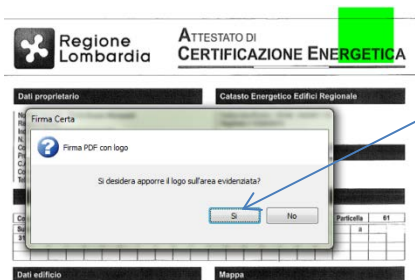 Regione
Lombardia
ATTESTATO DI
CERTIFICAZIONE ENERGETICA
Dati proprietario
Catasto Energetico Edifici Regionale
Firma Certa
Firma PDF con logo
Si desidera apporre il logo sull'area evidenziata?
Si
No
Particella
61
a
Dati edificio
Mappa